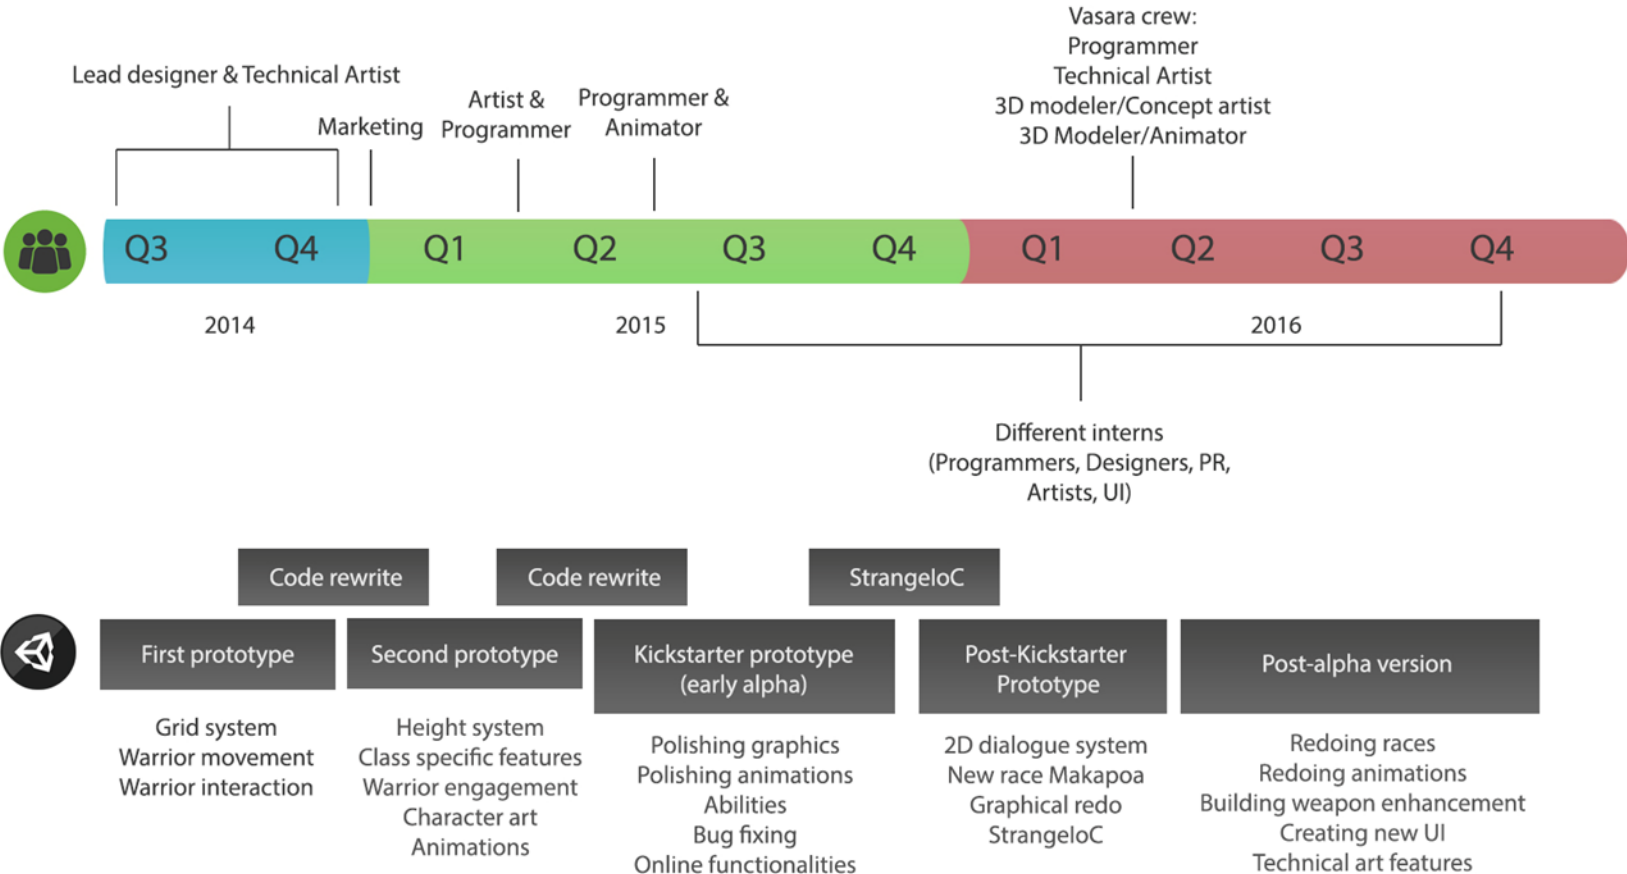 Vasara crew:
Programmer
Technical Artist
3D modeler/Concept artist
3D Modeler/Animator
Lead designer & Technical Artist
Marketing
Artist &
Programmer
Programmer &
Animator
Q3 Q4 Q1 Q2 Q3 Q4 Q1 Q2 Q3 Q4
2014 2015 2016
Different interns
(Programmers, Designers, PR,
Artists, UI)
Code rewrite
Code rewrite
StrangeIoC
First prototype
Grid system
Warrior movement
Warrior interaction
Second prototype
Height system
Class specific features
Warrior engagement
Character art
Animations
Kickstarter prototype
(early alpha)
Polishing graphics
Polishing animations
Abilities
Bug fixing
Online functionalities
Post-Kickstarter
Prototype
2D dialogue system
New race Makapoa
Graphical redo
StrangeIoC
Post-alpha version
Redoing races
Redoing animations
Building weapon enhancement
Creating new UI
Technical art features